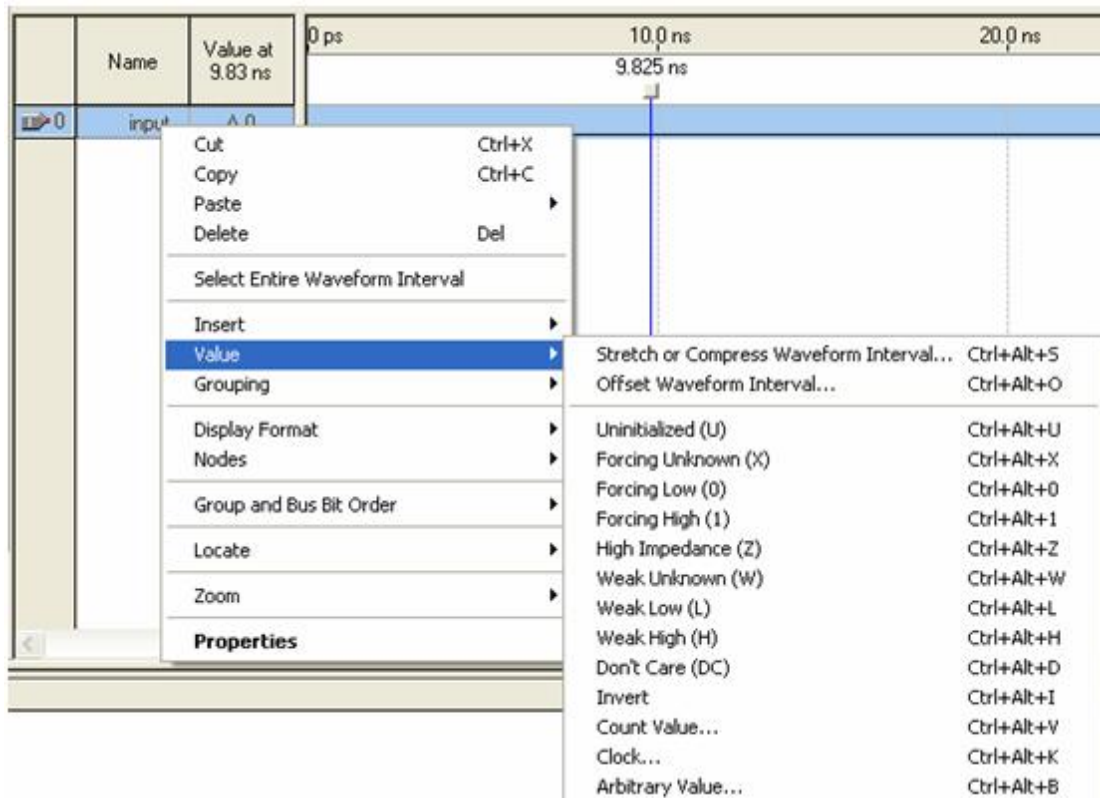 Name
Value at
9.83 ns
0 ps
10.0 ns
20.0 ns
9.825 ns
0
input
0
Cut Ctrl+X
Copy Ctrl+C
Paste
Delete Del
Select Entire Waveform Interval
Insert
Value
Grouping
Display Format
Nodes
Group and Bus Bit Order
Locate
Zoom
Properties
Stretch or Compress Waveform Interval... Ctrl+Alt+S
Offset Waveform Interval... Ctrl+Alt+O
Uninitialized (U) Ctrl+Alt+U
Forcing Unknown (X) Ctrl+Alt+X
Forcing Low (0) Ctrl+Alt+0
Forcing High (1) Ctrl+Alt+1
High Impedance (Z) Ctrl+Alt+Z
Weak Unknown (W) Ctrl+Alt+W
Weak Low (L) Ctrl+Alt+L
Weak High (H) Ctrl+Alt+H
Don't Care (DC) Ctrl+Alt+D
Invert Ctrl+Alt+I
Count Value... Ctrl+Alt+V
Clock... Ctrl+Alt+K
Arbitrary Value... Ctrl+Alt+B